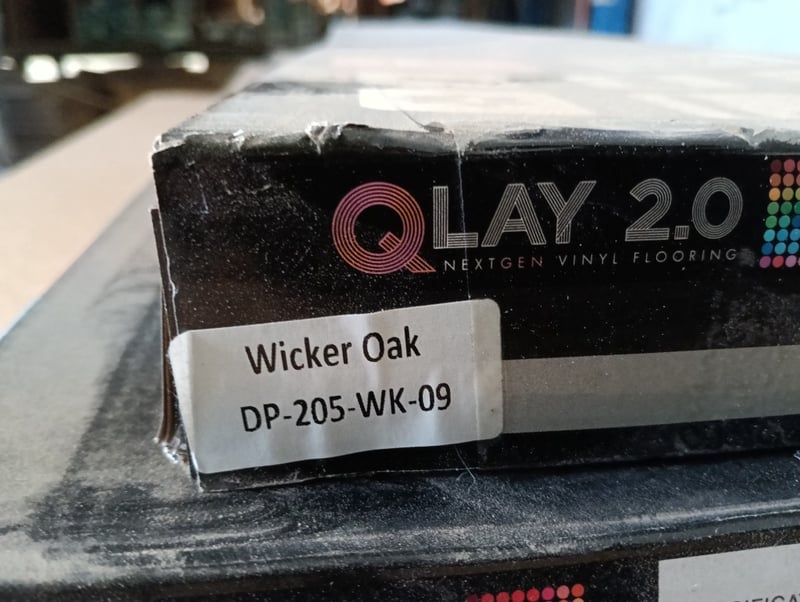 QLAY 2.0
NEXTGEN VINYL FLOORING
Wicker Oak
DP-205-WK-09